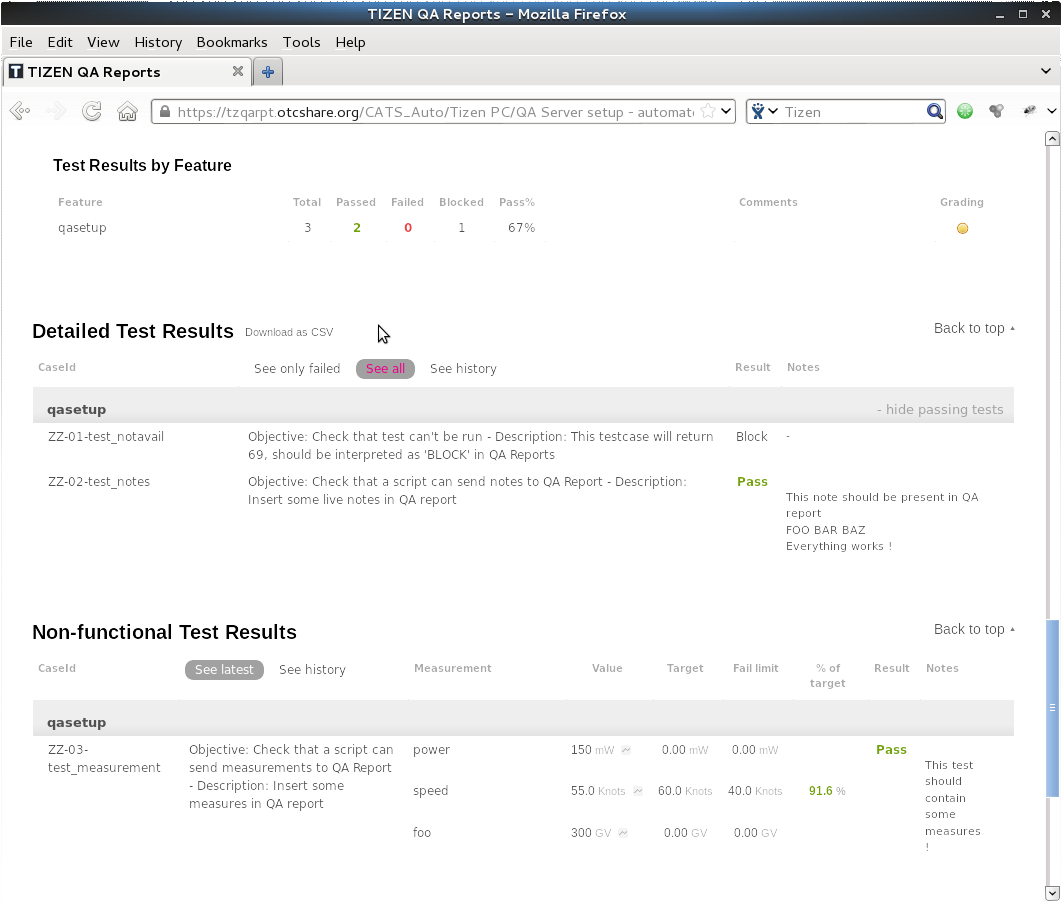 TIZEN QA Reports – Mozilla Firefox
File Edit View History Bookmarks Tools Help
TIZEN QA Reports
https://tzqarpt.otcshare.org/CATS_Auto/Tizen PC/QA Server setup - automat
Tizen
Test Results by Feature
Feature Total Passed Failed Blocked Pass% Comments Grading
qasetup 3 2 0 1 67%
Detailed Test Results Download as CSV Back to top
CaseId See only failed See all See history Result Notes
qasetup - hide passing tests
ZZ-01-test_notavail Objective: Check that test can't be run - Description: This testcase will return Block -
69, should be interpreted as 'BLOCK' in QA Reports
ZZ-02-test_notes Objective: Check that a script can send notes to QA Report - Description: Pass
Insert some live notes in QA report
This note should be present in QA
report
FOO BAR BAZ
Everything works !
Non-functional Test Results Back to top
CaseId See latest See history Measurement Value Target Fail limit % of Result Notes
target
qasetup
ZZ-03- Objective: Check that a script can power 150 mW 0.00 mW 0.00 mW Pass
test_measurement send measurements to QA Report This test
- Description: Insert some speed 55.0 Knots 60.0 Knots 40.0 Knots 91.6 % should
measures in QA report contain
some
foo 300 GV 0.00 GV 0.00 GV measures
!